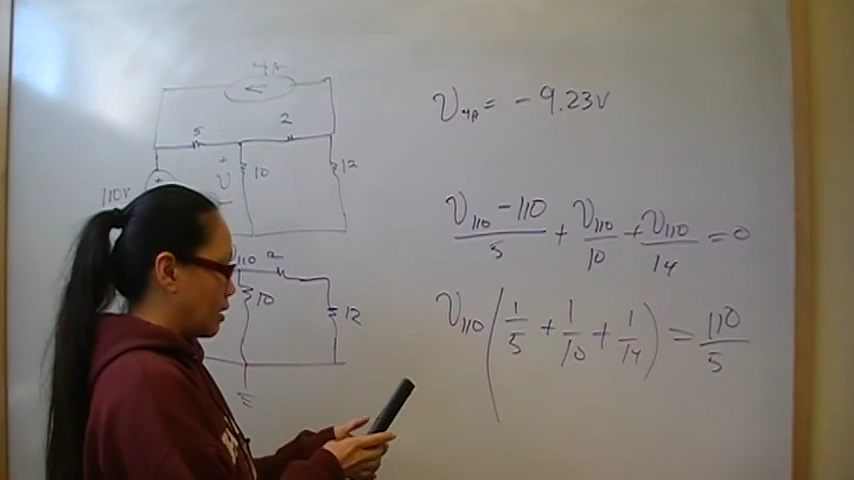 4A
V₄ₐ = - 9.23V
5 2
110V + + V - 10 12
(V₁₁₀ - 110)/5 + V₁₁₀/10 + V₁₁₀/14 = 0
110 2
10 12
V₁₁₀ (1/5 + 1/10 + 1/14) = 110/5